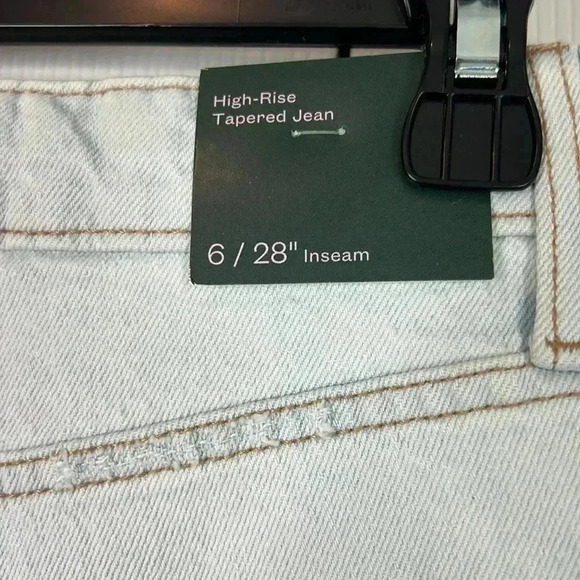 High-Rise
Tapered Jean
6 / 28" Inseam